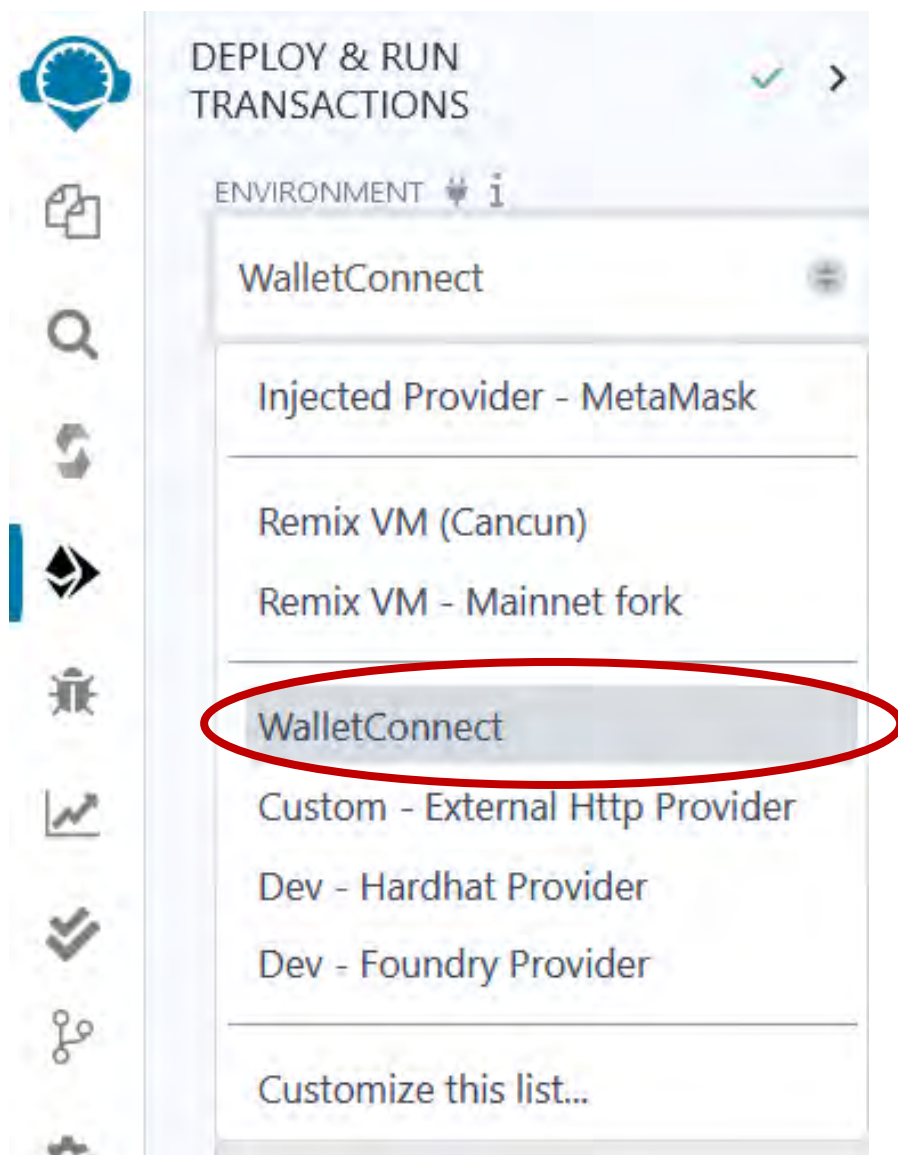 DEPLOY & RUN
TRANSACTIONS
ENVIRONMENT i
WalletConnect
Injected Provider - MetaMask
Remix VM (Cancun)
Remix VM - Mainnet fork
WalletConnect
Custom - External Http Provider
Dev - Hardhat Provider
Dev - Foundry Provider
Customize this list...